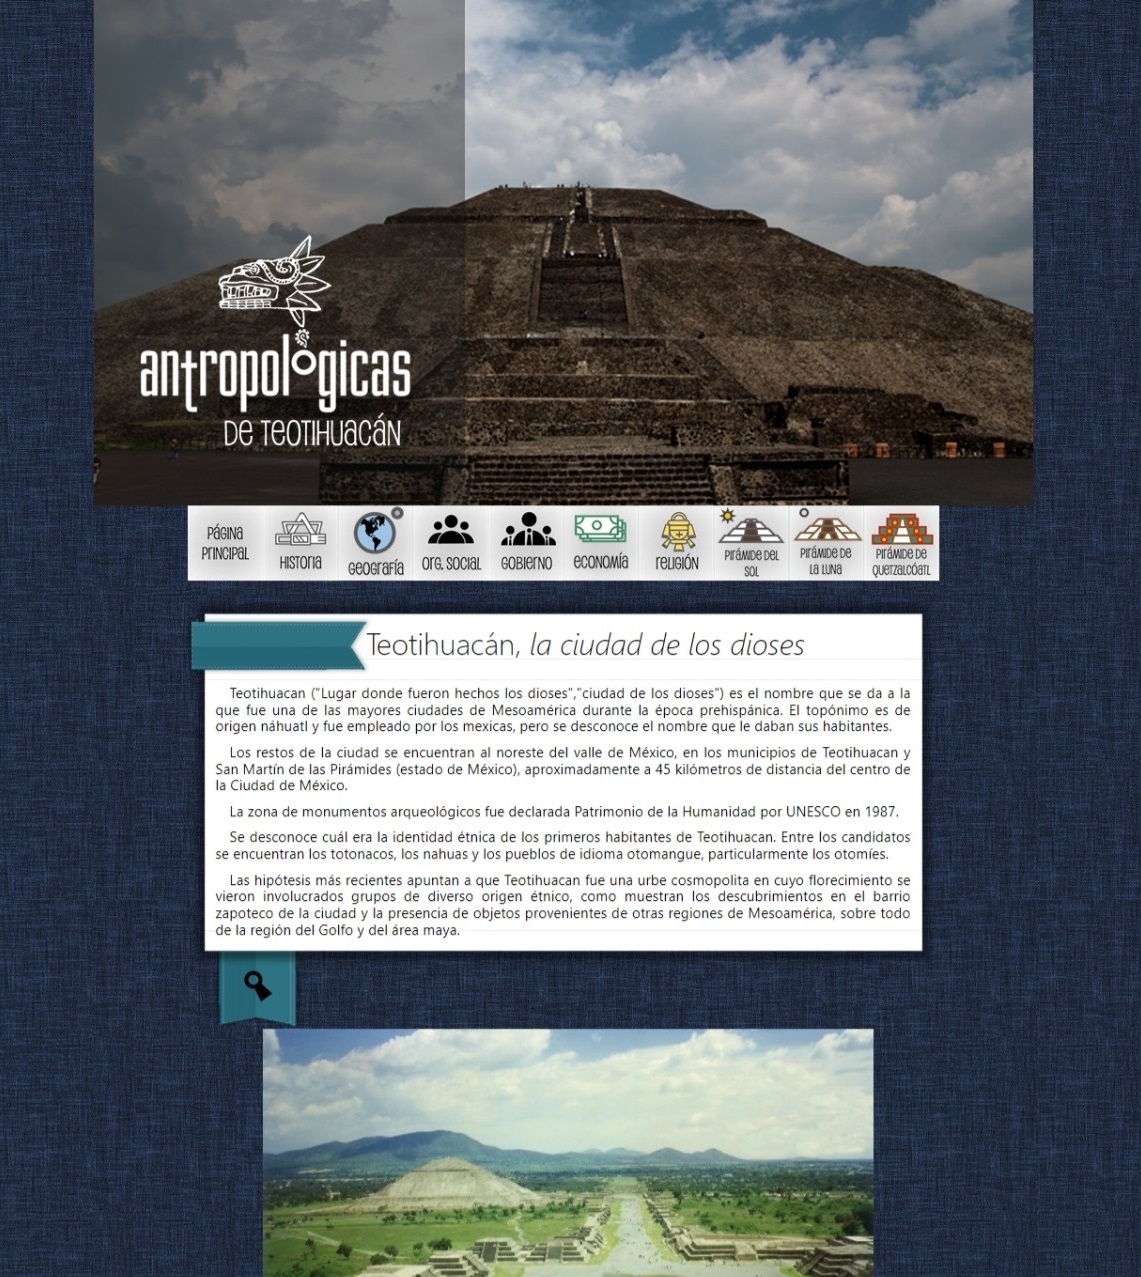 antropológicas
DE TEOTIHUACÁN
PÁGINA
PRINCIPAL
HISTORIA
GEOGRAFÍA
ORG. SOCIAL
GOBIERNO
ECONOMÍA
RELIGIÓN
PIRÁMIDE DEL
SOL
PIRÁMIDE DE
LA LUNA
PIRÁMIDE DE
QUETZALCÓATL
Teotihuacán, la ciudad de los dioses
Teotihuacan ("Lugar donde fueron hechos los dioses","ciudad de los dioses") es el nombre que se da a la
que fue una de las mayores ciudades de Mesoamérica durante la época prehispánica. El topónimo es de
origen náhuatl y fue empleado por los mexicas, pero se desconoce el nombre que le daban sus habitantes.
Los restos de la ciudad se encuentran al noreste del valle de México, en los municipios de Teotihuacan y
San Martín de las Pirámides (estado de México), aproximadamente a 45 kilómetros de distancia del centro de
la Ciudad de México.
La zona de monumentos arqueológicos fue declarada Patrimonio de la Humanidad por UNESCO en 1987.
Se desconoce cuál era la identidad étnica de los primeros habitantes de Teotihuacan. Entre los candidatos
se encuentran los totonacos, los nahuas y los pueblos de idioma otomangue, particularmente los otomíes.
Las hipótesis más recientes apuntan a que Teotihuacan fue una urbe cosmopolita en cuyo florecimiento se
vieron involucrados grupos de diverso origen étnico, como muestran los descubrimientos en el barrio
zapoteco de la ciudad y la presencia de objetos provenientes de otras regiones de Mesoamérica, sobre todo
de la región del Golfo y del área maya.